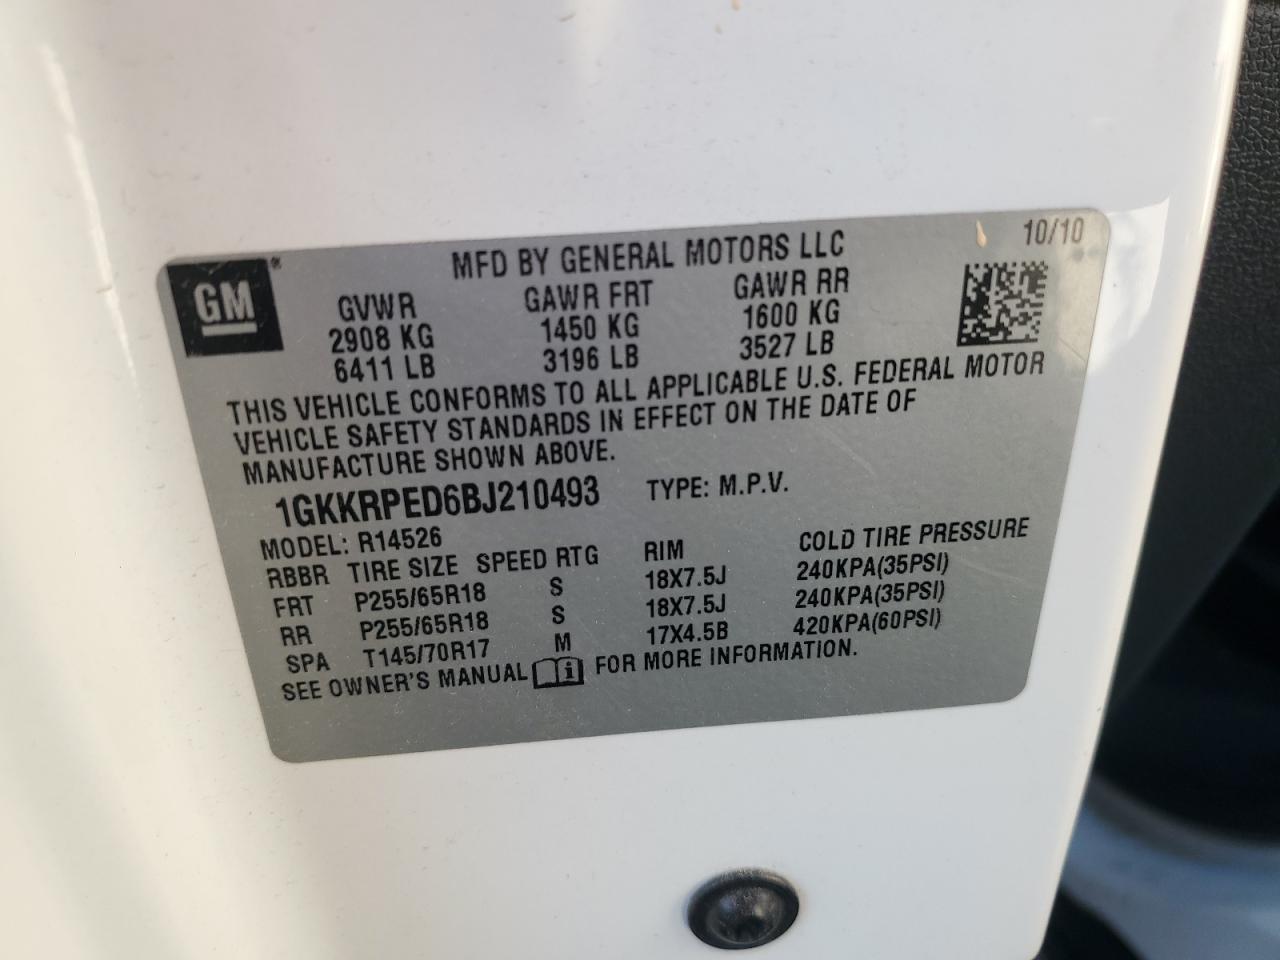 10/10
MFD BY GENERAL MOTORS LLC
GM®
GVWR GAWR FRT GAWR RR
2908 KG 1450 KG 1600 KG
6411 LB 3196 LB 3527 LB
THIS VEHICLE CONFORMS TO ALL APPLICABLE U.S. FEDERAL MOTOR
VEHICLE SAFETY STANDARDS IN EFFECT ON THE DATE OF
MANUFACTURE SHOWN ABOVE.
1GKKRPED6BJ210493 TYPE: M.P.V.
MODEL: R14526
RBBR TIRE SIZE SPEED RTG RIM COLD TIRE PRESSURE
FRT P255/65R18 S 18X7.5J 240KPA(35PSI)
RR P255/65R18 S 18X7.5J 240KPA(35PSI)
SPA T145/70R17 M 17X4.5B 420KPA(60PSI)
SEE OWNER'S MANUAL i FOR MORE INFORMATION.